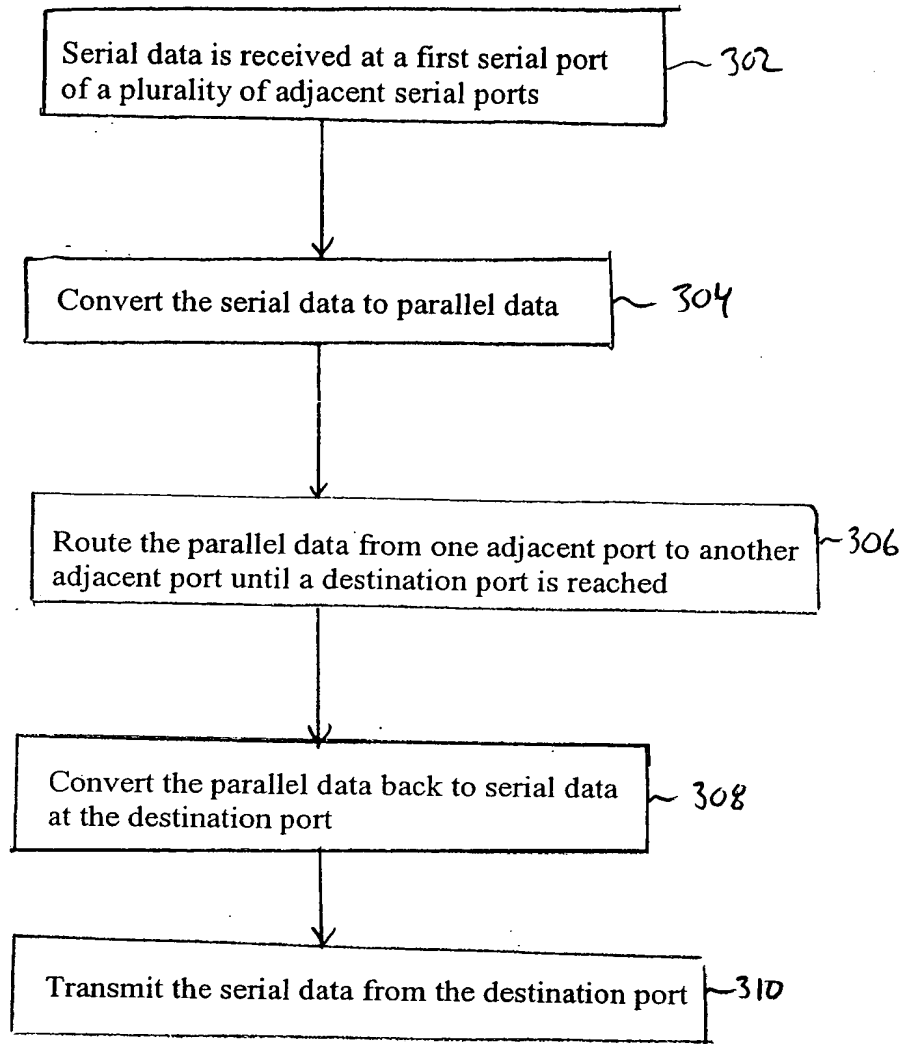 Serial data is received at a first serial port
of a plurality of adjacent serial ports
302
Convert the serial data to parallel data
304
Route the parallel data from one adjacent port to another
adjacent port until a destination port is reached
306
Convert the parallel data back to serial data
at the destination port
308
Transmit the serial data from the destination port
310